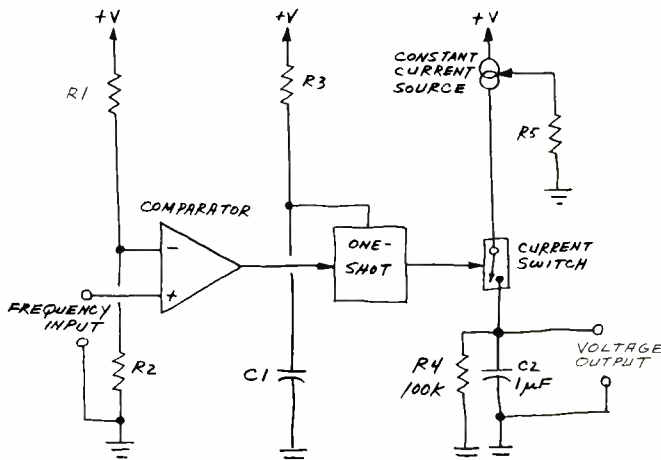 +V
+V
+V
R1
R3
CONSTANT
CURRENT
SOURCE
R5
COMPARATOR
−
+
ONE-
SHOT
CURRENT
SWITCH
FREQUENCY
INPUT
R2
C1
R4
100K
C2
1µF
VOLTAGE
OUTPUT